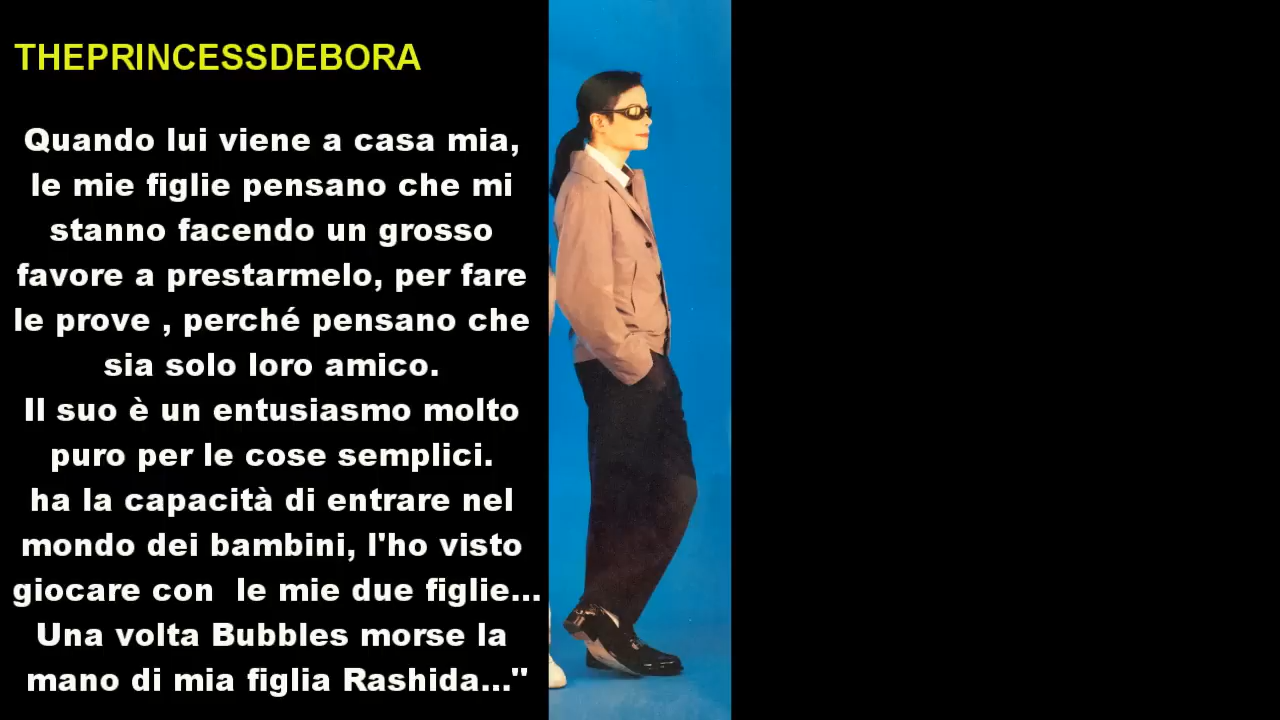 THEPRINCESSDEBORA
Quando lui viene a casa mia,
le mie figlie pensano che mi
stanno facendo un grosso
favore a prestarmelo, per fare
le prove , perché pensano che
sia solo loro amico.
Il suo è un entusiasmo molto
puro per le cose semplici.
ha la capacità di entrare nel
mondo dei bambini, l'ho visto
giocare con  le mie due figlie...
Una volta Bubbles morse la
mano di mia figlia Rashida..."